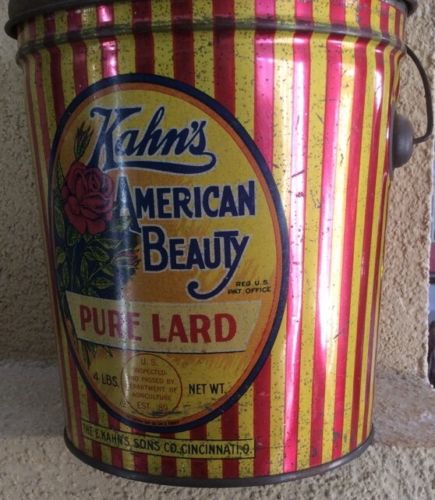 Kahn's
AMERICAN
BEAUTY
REG U.S.
PAT OFFICE
PURE LARD
U.S.
INSPECTED
AND PASSED BY
DEPARTMENT OF
AGRICULTURE
EST.
4 LBS. NET WT.
THE E. KAHN'S SONS CO. CINCINNATI, O.